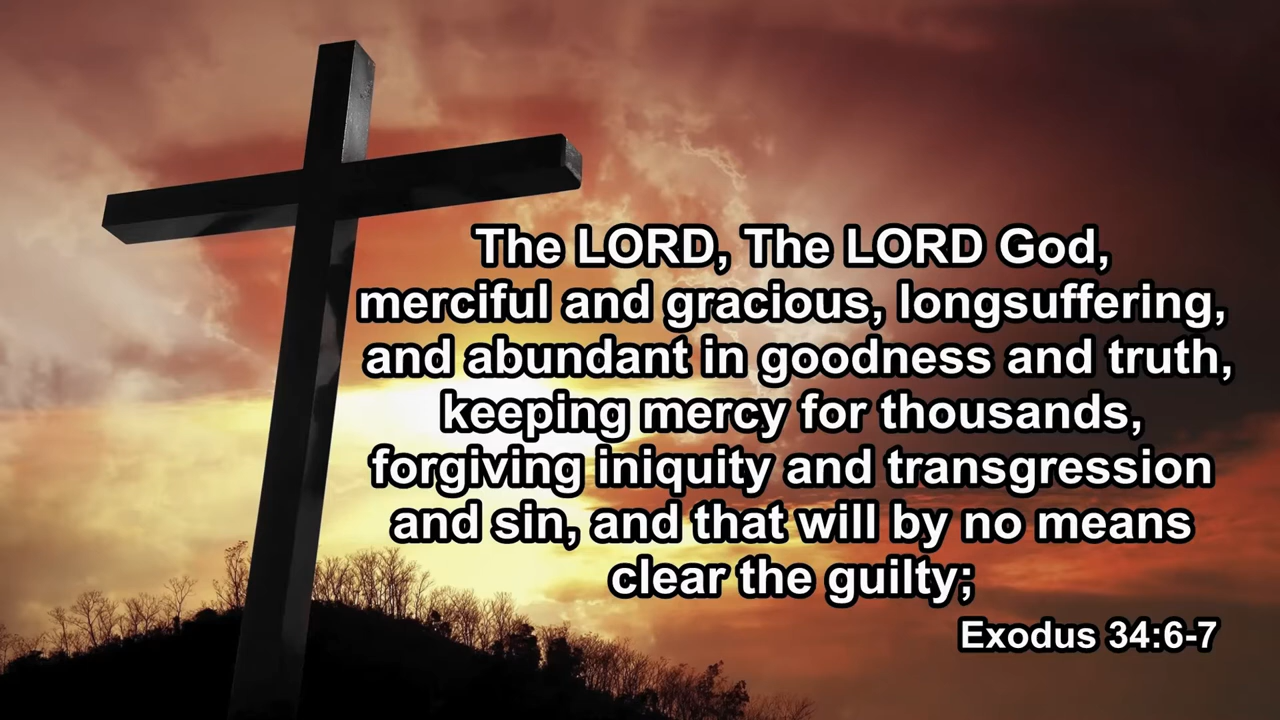 The LORD, The LORD God,
merciful and gracious, longsuffering,
and abundant in goodness and truth,
keeping mercy for thousands,
forgiving iniquity and transgression
and sin, and that will by no means
clear the guilty;
Exodus 34:6-7